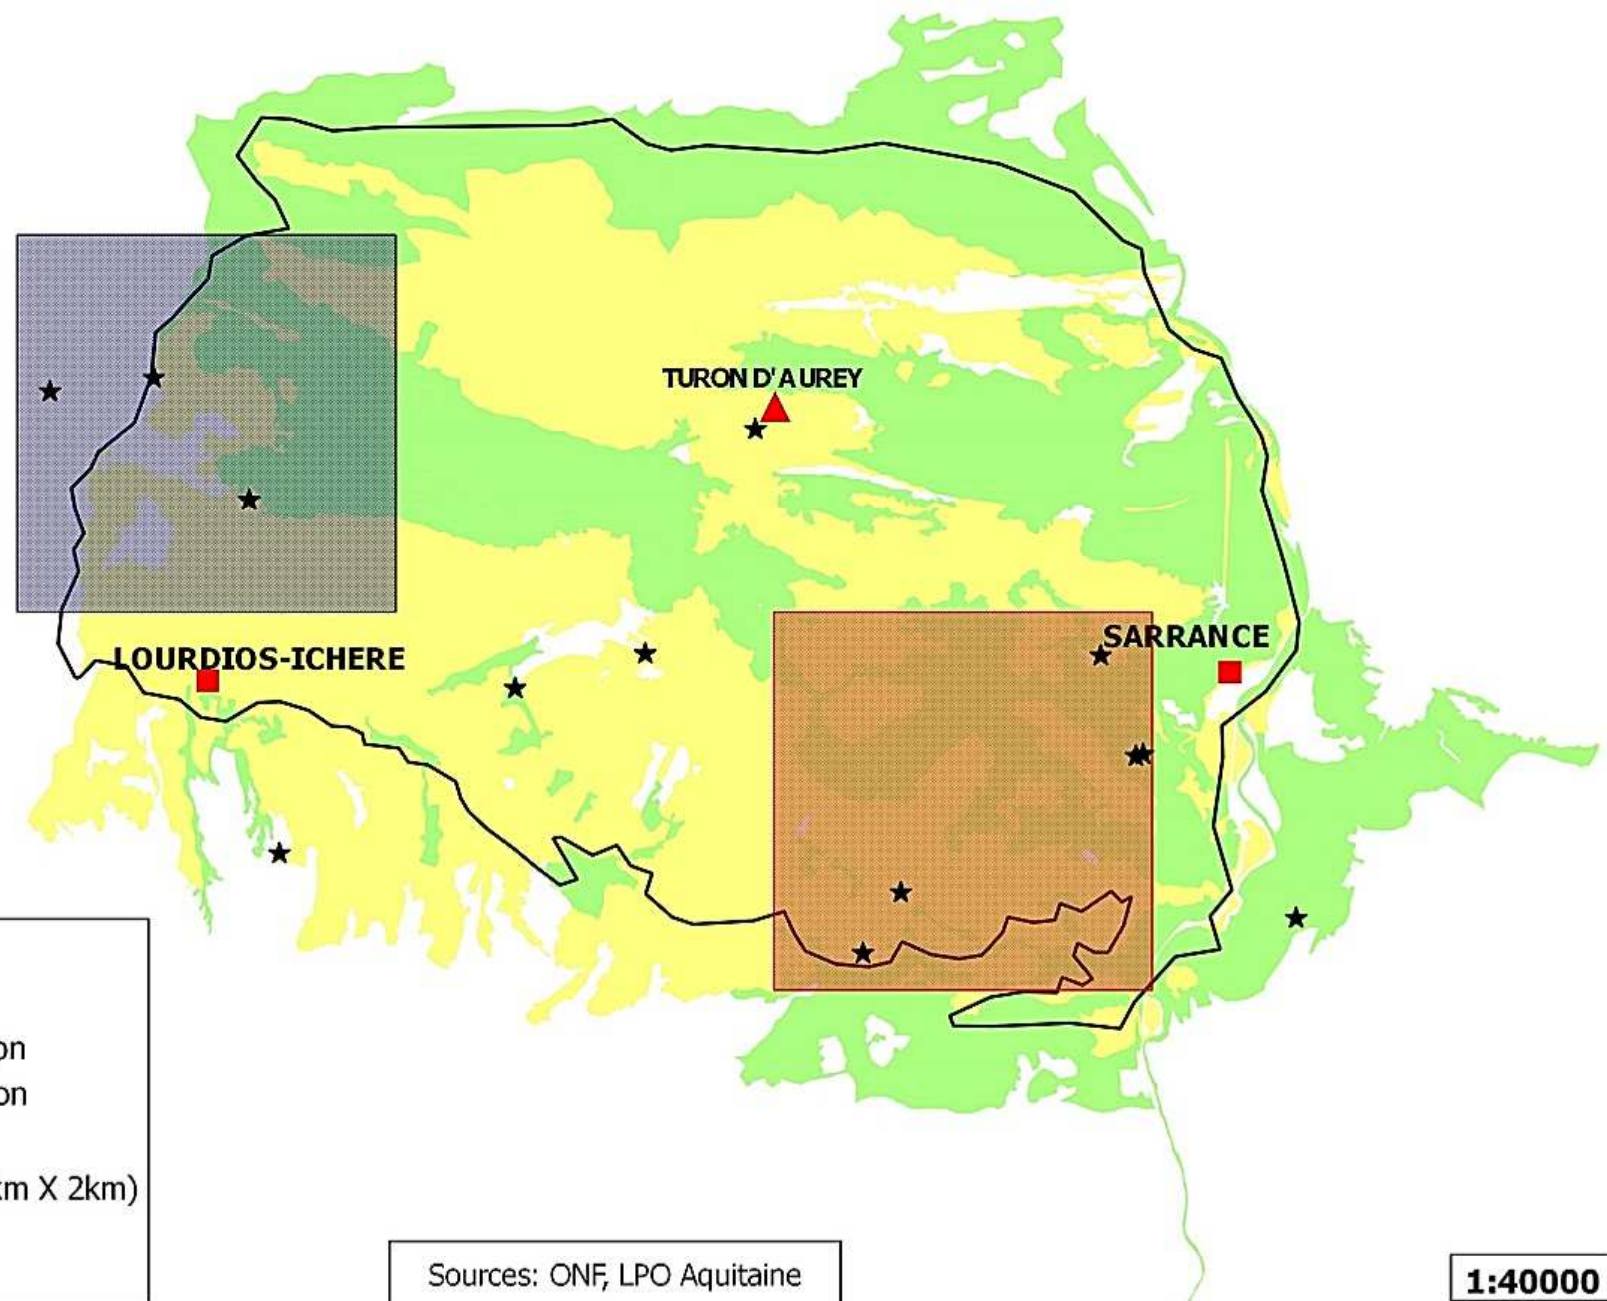 TURON D'AUREY
SARRANCE
LOURDIOS-ICHERE
on
on
km X 2km)
Sources: ONF, LPO Aquitaine
1:40000